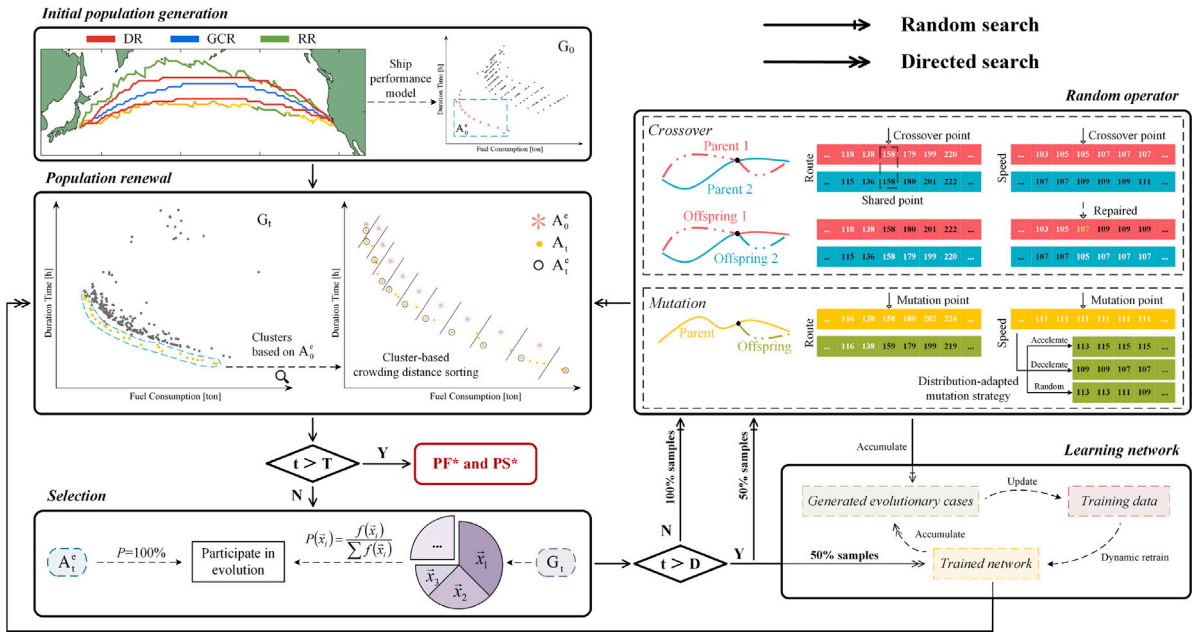 Initial population generation
DR
GCR
RR
Ship
performance
model
Duration Time [h]
G₀
A₀ᵉ
Fuel Consumption [ton]
Random search
Directed search
Random operator
Crossover
Parent 1
Parent 2
Route
Crossover point
... 118 138 158 179 199 220 ...
... 115 136 158 180 201 222 ...
Shared point
Speed
Crossover point
... 103 105 105 107 107 107 ...
... 107 107 109 109 109 111 ...
Offspring 1
Offspring 2
... 118 138 158 180 201 222 ...
... 115 136 158 179 199 220 ...
Repaired
... 103 105 107 109 109 109 ...
... 107 107 105 107 107 107 ...
Mutation
Parent
Offspring
Route
Mutation point
... 116 138 158 180 202 224 ...
... 116 138 159 179 199 219 ...
Speed
Mutation point
... 111 111 111 111 111 111 ...
Accelerate
113 115 115 115 ...
Decelerate
109 109 107 107 ...
Random
113 113 111 109 ...
Distribution-adapted
mutation strategy
Population renewal
Duration Time [h]
Gₜ
Clusters
based on A₀ᵉ
Fuel Consumption [ton]
Duration Time [h]
A₀ᵉ
Aₜ
Aₜᵉ
Cluster-based
crowding distance sorting
Fuel Consumption [ton]
t > T
Y
PF* and PS*
N
Selection
Aₜᵉ
P=100%
Participate in
evolution
P(x⃗ᵢ)=f(x⃗ᵢ)/∑f(x⃗ᵢ)
...
x⃗₁
x⃗₂
x⃗₃
Gₜ
t > D
N
100% samples
Y
50% samples
50% samples
Accumulate
Learning network
Generated evolutionary cases
Update
Training data
Accumulate
Dynamic retrain
Trained network